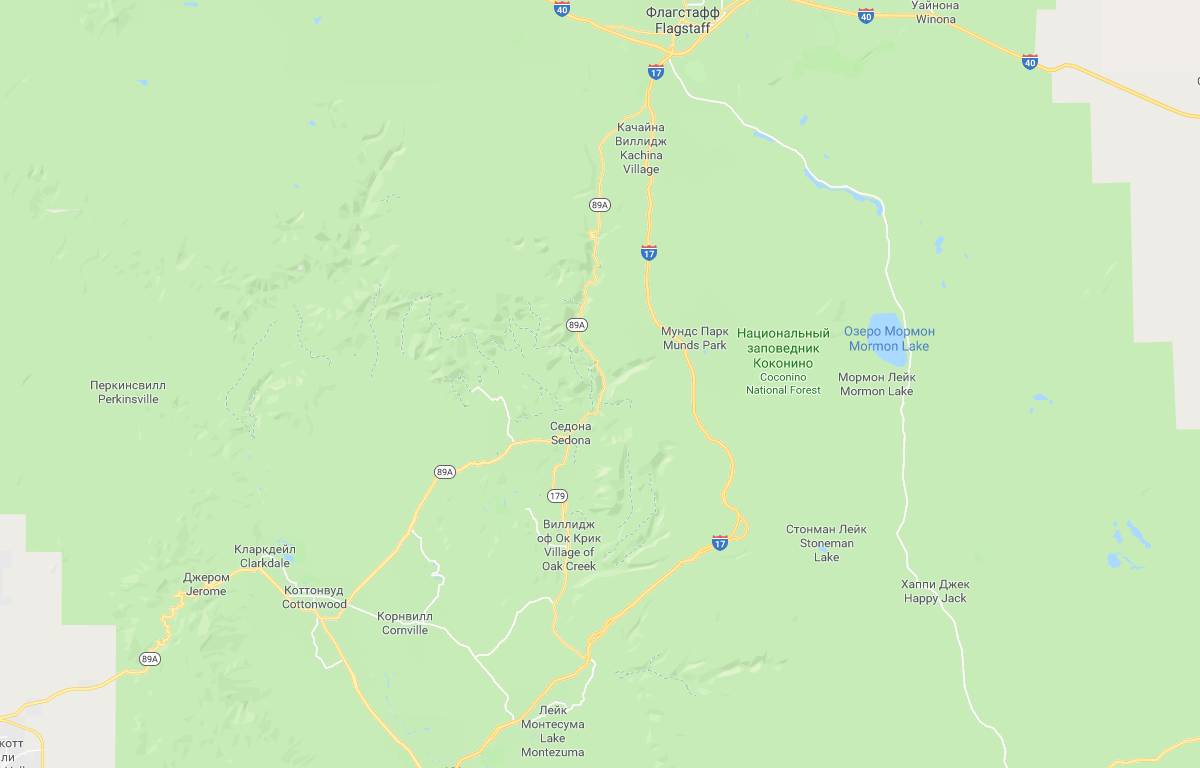 40
Флагстафф
Flagstaff
40
Уайнона
Winona
40
17
Качайна
Виллидж
Kachina
Village
89A
17
89A
Мундс Парк
Munds Park
Национальный
заповедник
Коконино
Coconino
National Forest
Озеро Мормон
Mormon Lake
Мормон Лейк
Mormon Lake
Перкинсвилл
Perkinsville
Седона
Sedona
89A
179
Виллидж
оф Ок Крик
Village of
Oak Creek
17
Стонман Лейк
Stoneman
Lake
Кларкдейл
Clarkdale
Джером
Jerome
Коттонвуд
Cottonwood
Корнвилл
Cornville
Хаппи Джек
Happy Jack
89A
Лейк
Монтесума
Lake
Montezuma
котт
ли